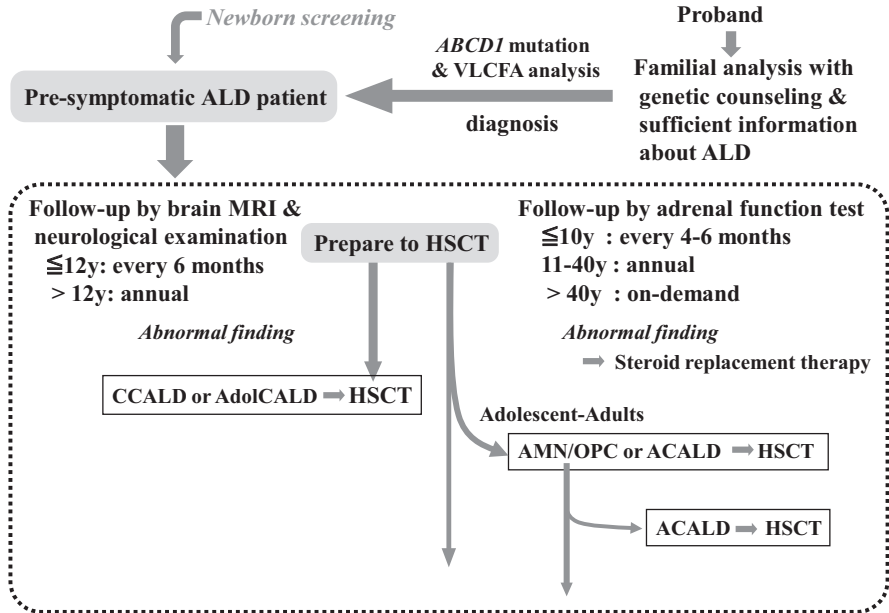 Newborn screening
Proband
ABCD1 mutation
& VLCFA analysis
Familial analysis with
genetic counseling &
sufficient information
about ALD
Pre-symptomatic ALD patient
diagnosis
Follow-up by brain MRI &
neurological examination
≦12y: every 6 months
> 12y: annual
Prepare to HSCT
Follow-up by adrenal function test
≦10y : every 4-6 months
11-40y : annual
> 40y : on-demand
Abnormal finding
Abnormal finding
Steroid replacement therapy
CCALD or AdolCALD HSCT
Adolescent-Adults
AMN/OPC or ACALD HSCT
ACALD HSCT